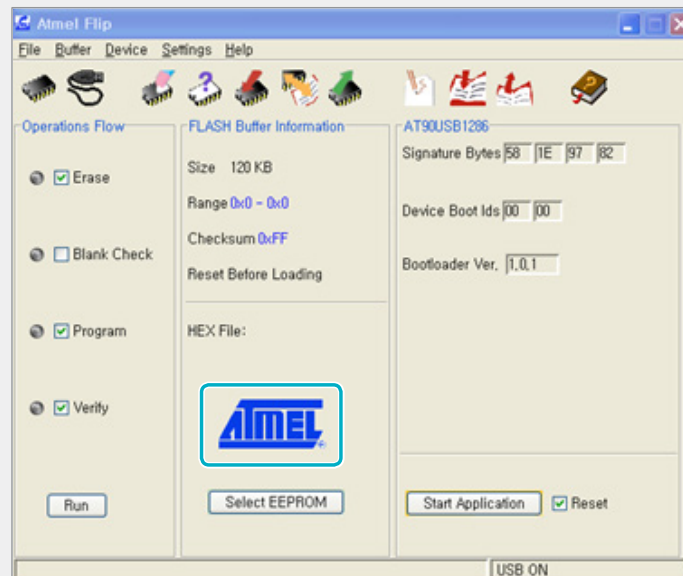 Atmel Flip
File Buffer Device Settings Help
Operations Flow
Erase
Blank Check
Program
Verify
Run
FLASH Buffer Information
Size 120 KB
Range 0x0 - 0x0
Checksum 0xFF
Reset Before Loading
HEX File:
ATMEL
®
Select EEPROM
AT90USB1286
Signature Bytes 58 1E 97 82
Device Boot Ids 00 00
Bootloader Ver. 1.0.1
Start Application Reset
USB ON